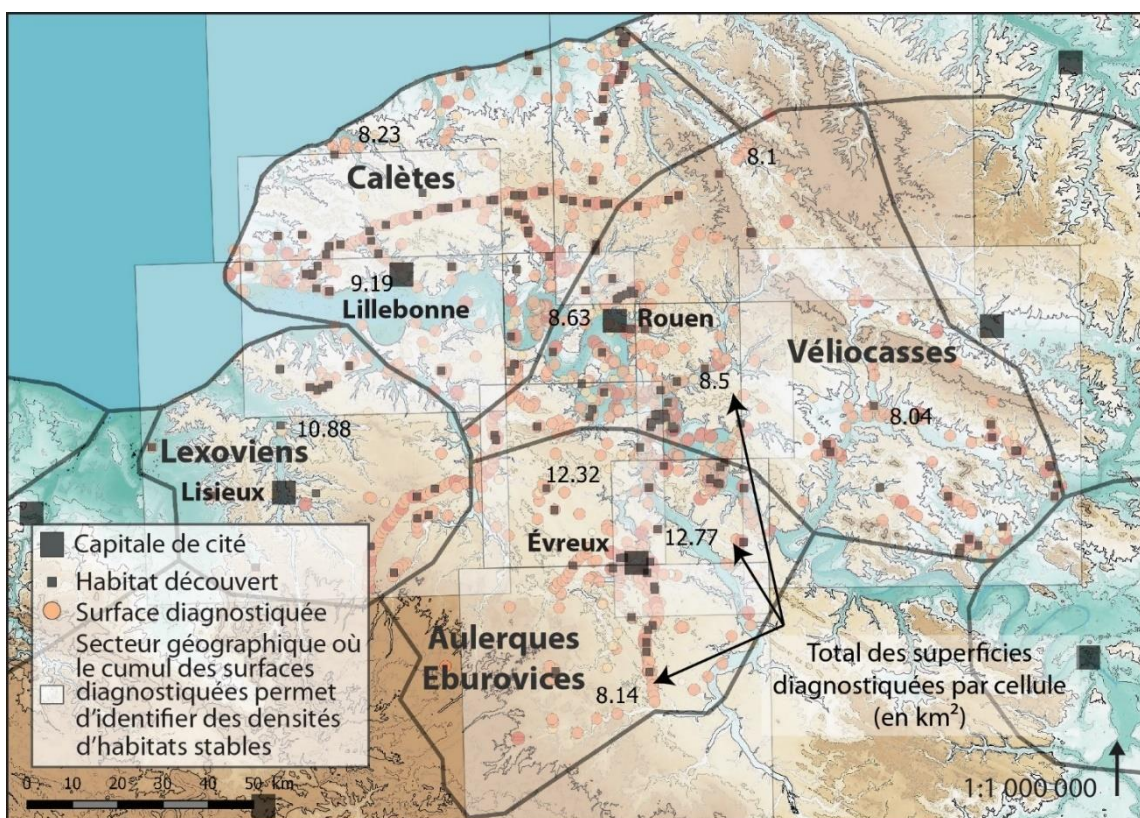 8.23
8.1
Calètes
9.19
Lillebonne
8.63
Rouen
Véliocasses
8.5
8.04
10.88
Lexoviens
Lisieux
12.32
Évreux
12.77
Aulerques
Eburovices
8.14
Capitale de cité
Habitat découvert
Surface diagnostiquée
Secteur géographique où
le cumul des surfaces
diagnostiquées permet
d'identifier des densités
d'habitats stables
0 10 20 30 40 50 km
Total des superficies
diagnostiquées par cellule
(en km²)
1:1 000 000